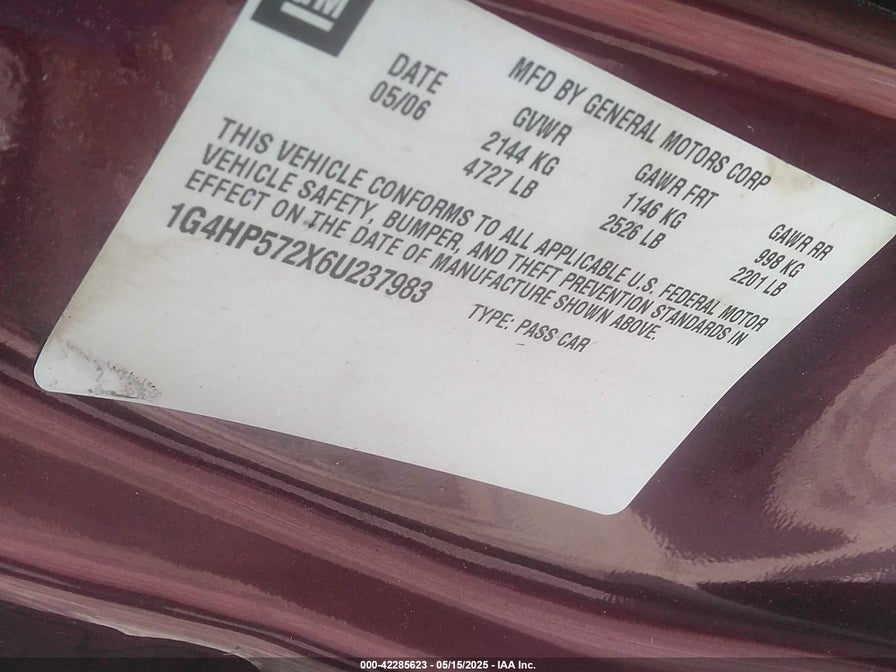 GM
MFD BY GENERAL MOTORS CORP
DATE GVWR GAWR FRT GAWR RR
05/06 2144 KG 1146 KG 998 KG
4727 LB 2526 LB 2201 LB
THIS VEHICLE CONFORMS TO ALL APPLICABLE U.S. FEDERAL MOTOR
VEHICLE SAFETY, BUMPER, AND THEFT PREVENTION STANDARDS IN
EFFECT ON THE DATE OF MANUFACTURE SHOWN ABOVE.
1G4HP572X6U237983 TYPE: PASS CAR
000-42285623 - 05/15/2025 - IAA Inc.